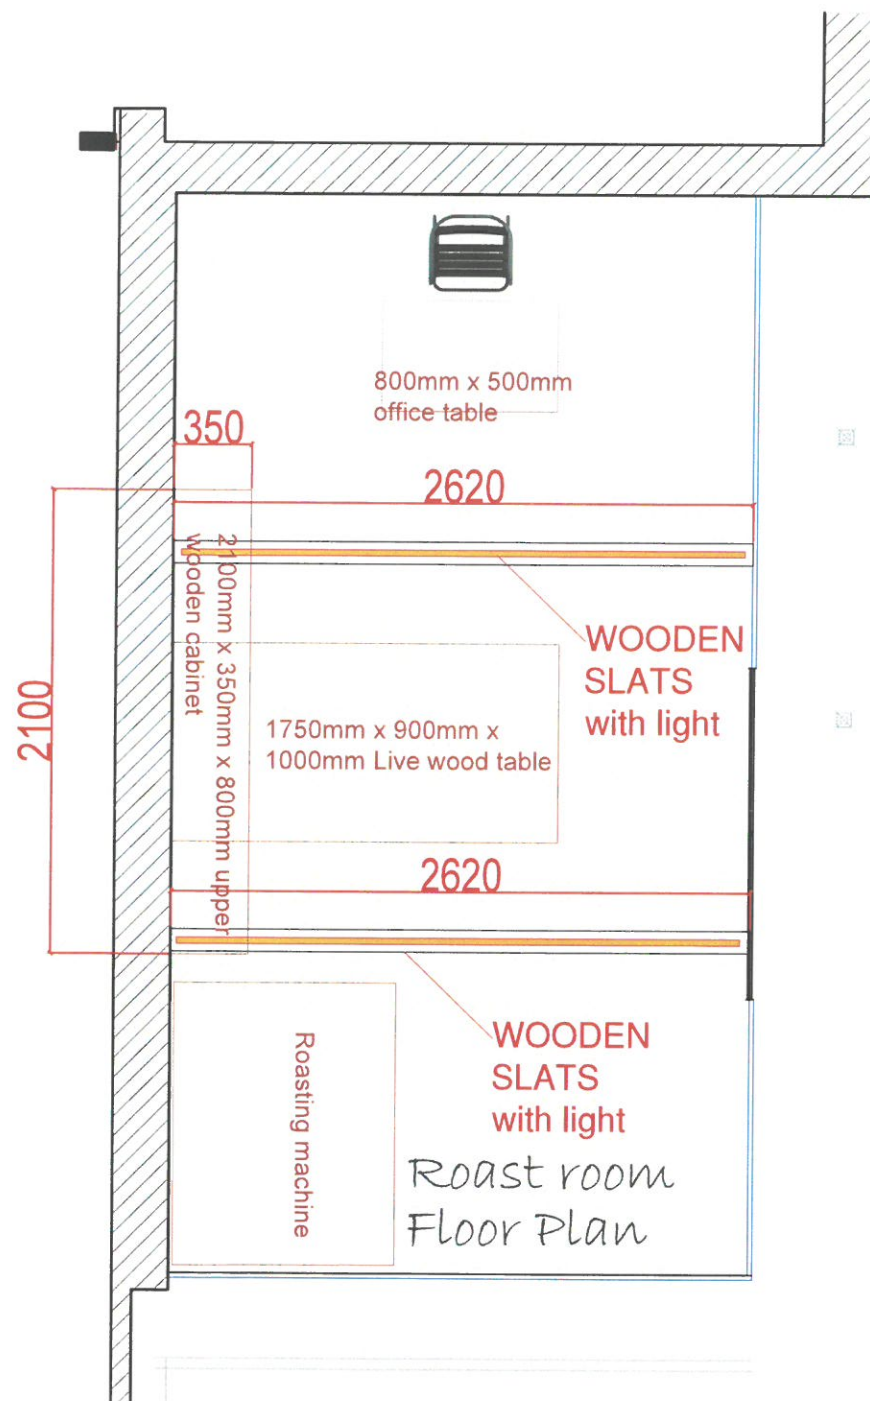 800mm x 500mm
office table
350
2620
2100mm x 350mm x 800mm upper
wooden cabinet
WOODEN
SLATS
with light
2100
1750mm x 900mm x
1000mm Live wood table
2620
WOODEN
SLATS
with light
Roasting machine
Roast room
Floor Plan